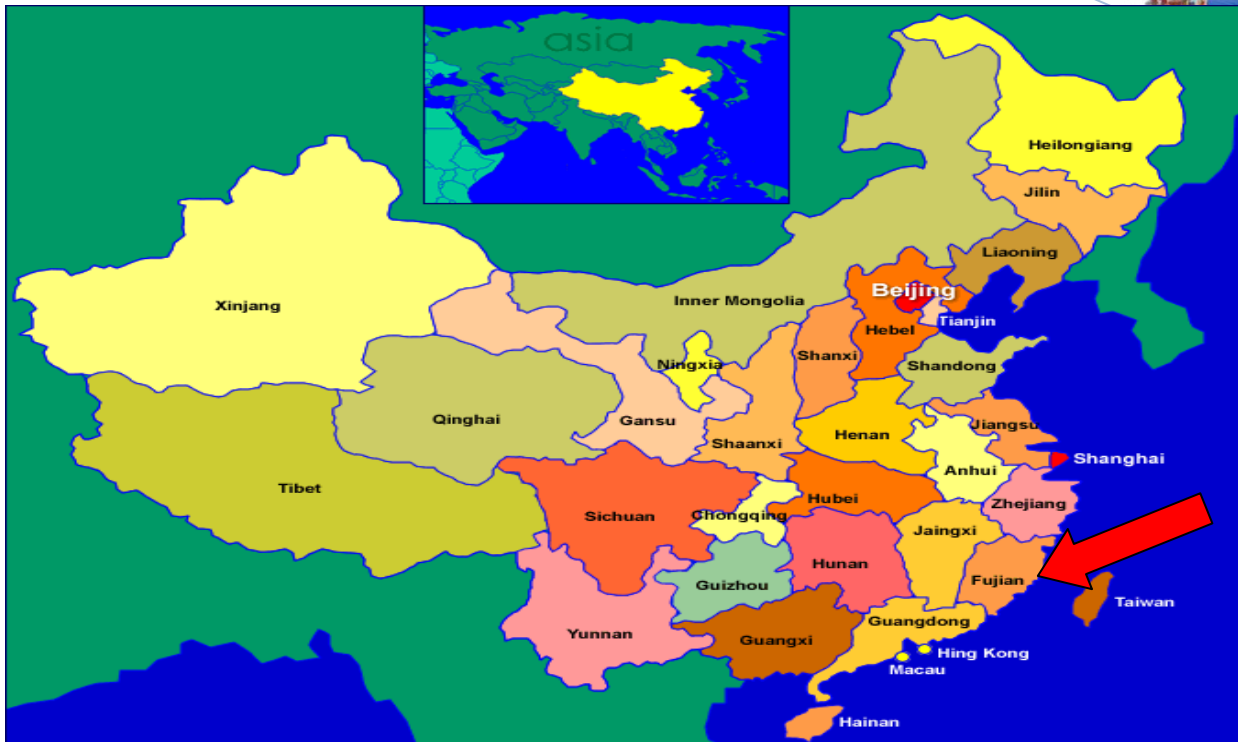 asia
Heilongiang
Jilin
Liaoning
Xinjang
Inner Mongolia
Beijing
Tianjin
Hebel
Shanxi
Ningxia
Shandong
Qinghai
Gansu
Shaanxi
Henan
Jiangsu
Shanghai
Anhui
Tibet
Sichuan
Chongqing
Hubei
Zhejiang
Jaingxi
Hunan
Fujian
Guizhou
Taiwan
Yunnan
Guangxi
Guangdong
Hing Kong
Macau
Hainan